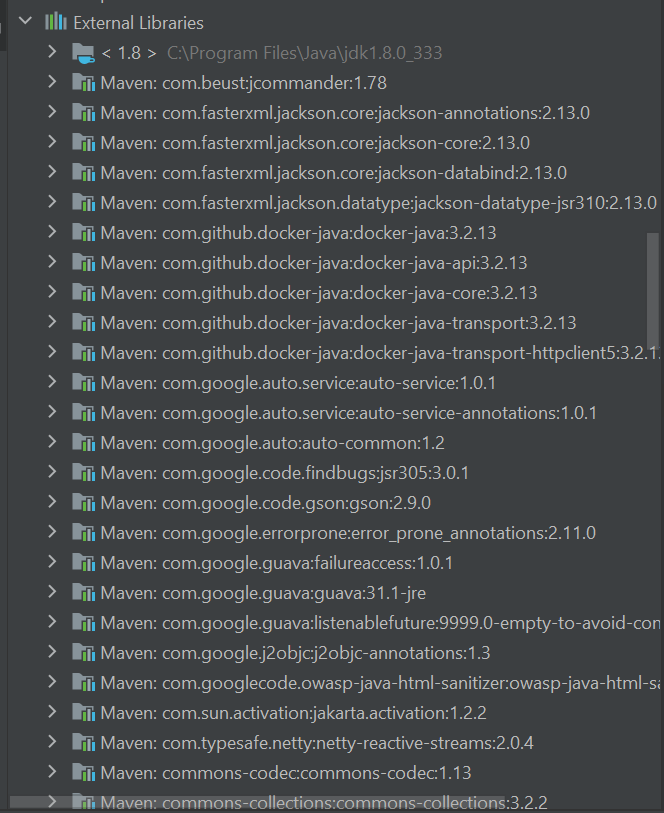 External Libraries
< 1.8 > C:\Program Files\Java\jdk1.8.0_333
Maven: com.beust:jcommander:1.78
Maven: com.fasterxml.jackson.core:jackson-annotations:2.13.0
Maven: com.fasterxml.jackson.core:jackson-core:2.13.0
Maven: com.fasterxml.jackson.core:jackson-databind:2.13.0
Maven: com.fasterxml.jackson.datatype:jackson-datatype-jsr310:2.13.0
Maven: com.github.docker-java:docker-java:3.2.13
Maven: com.github.docker-java:docker-java-api:3.2.13
Maven: com.github.docker-java:docker-java-core:3.2.13
Maven: com.github.docker-java:docker-java-transport:3.2.13
Maven: com.github.docker-java:docker-java-transport-httpclient5:3.2.1
Maven: com.google.auto.service:auto-service:1.0.1
Maven: com.google.auto.service:auto-service-annotations:1.0.1
Maven: com.google.auto:auto-common:1.2
Maven: com.google.code.findbugs:jsr305:3.0.1
Maven: com.google.code.gson:gson:2.9.0
Maven: com.google.errorprone:error_prone_annotations:2.11.0
Maven: com.google.guava:failureaccess:1.0.1
Maven: com.google.guava:guava:31.1-jre
Maven: com.google.guava:listenablefuture:9999.0-empty-to-avoid-con
Maven: com.google.j2objc:j2objc-annotations:1.3
Maven: com.googlecode.owasp-java-html-sanitizer:owasp-java-html-sa
Maven: com.sun.activation:jakarta.activation:1.2.2
Maven: com.typesafe.netty:netty-reactive-streams:2.0.4
Maven: commons-codec:commons-codec:1.13
Maven: commons-collections:commons-collections:3.2.2